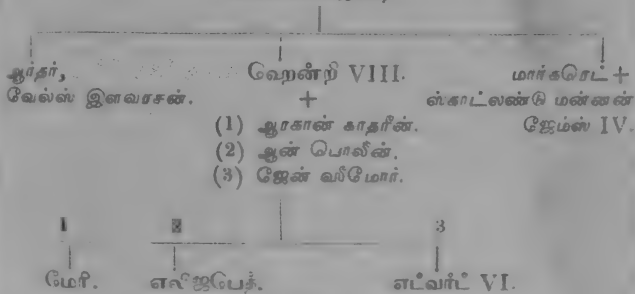 ஆர்தர், ஹென்றி VIII. மார்கரெட் +
வேல்ஸ் இளவரசன். + ஸ்காட்லண்டு மன்னன்
(1) ஆரகான் காதரீன். ஜேம்ஸ் IV.
(2) ஆன் பொலீன்.
(3) ஜேன் ஸிமோர்.
1 2 3
மேரி. எலிஜபெத். எட்வர்ட் VI.